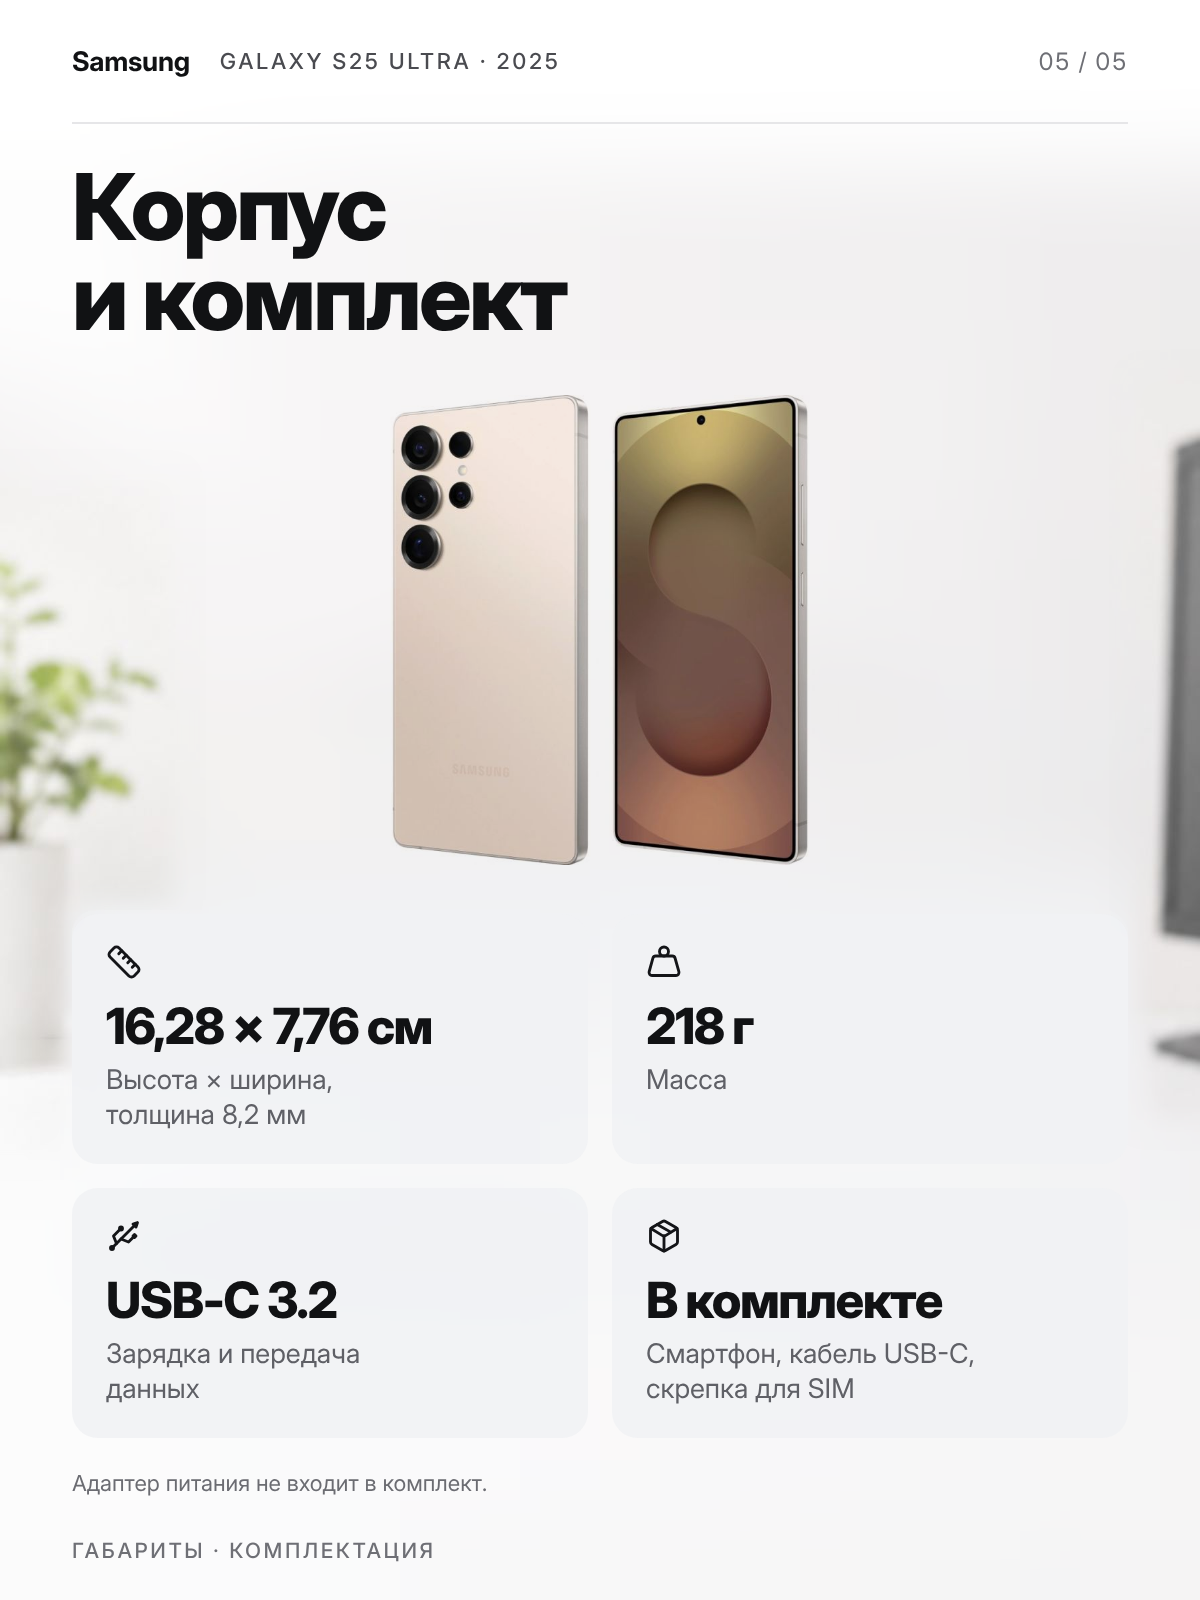 Samsung GALAXY S25 ULTRA · 2025 05 / 05
Корпус
и комплект
SAMSUNG
16,28 × 7,76 см
Высота × ширина,
толщина 8,2 мм
218 г
Масса
USB-C 3.2
Зарядка и передача
данных
В комплекте
Смартфон, кабель USB-C,
скрепка для SIM
Адаптер питания не входит в комплект.
ГАБАРИТЫ · КОМПЛЕКТАЦИЯ